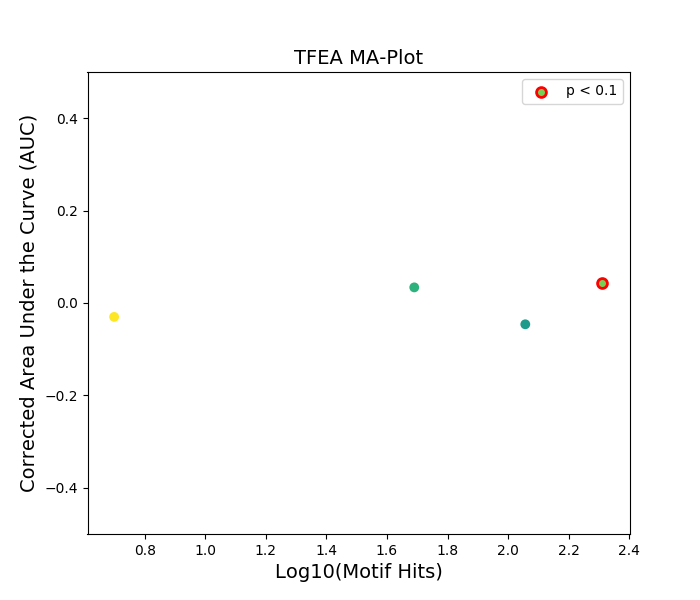 TFEA MA-Plot
p < 0.1
Corrected Area Under the Curve (AUC)
0.4
0.2
0.0
−0.2
−0.4
0.8 1.0 1.2 1.4 1.6 1.8 2.0 2.2 2.4
Log10(Motif Hits)